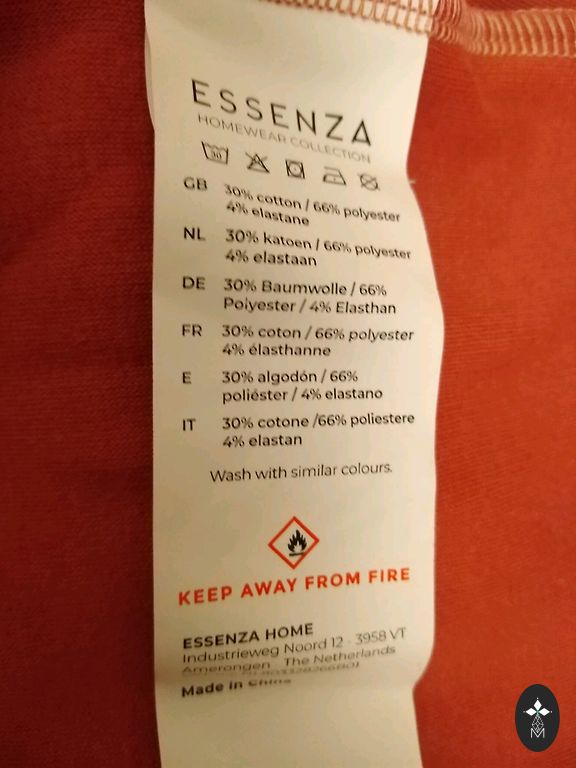 ESSENZA
HOMEWEAR COLLECTION
30
GB 30% cotton / 66% polyester
4% elastane
NL 30% katoen / 66% polyester
4% elastaan
DE 30% Baumwolle / 66%
Polyester / 4% Elasthan
FR 30% coton / 66% polyester
4% élasthanne
E 30% algodón / 66%
poliéster / 4% elastano
IT 30% cotone /66% poliestere
4% elastan
Wash with similar colours.
KEEP AWAY FROM FIRE
ESSENZA HOME
Industrieweg Noord 12 - 3958 VT
Amerongen The Netherlands
Made in China
M